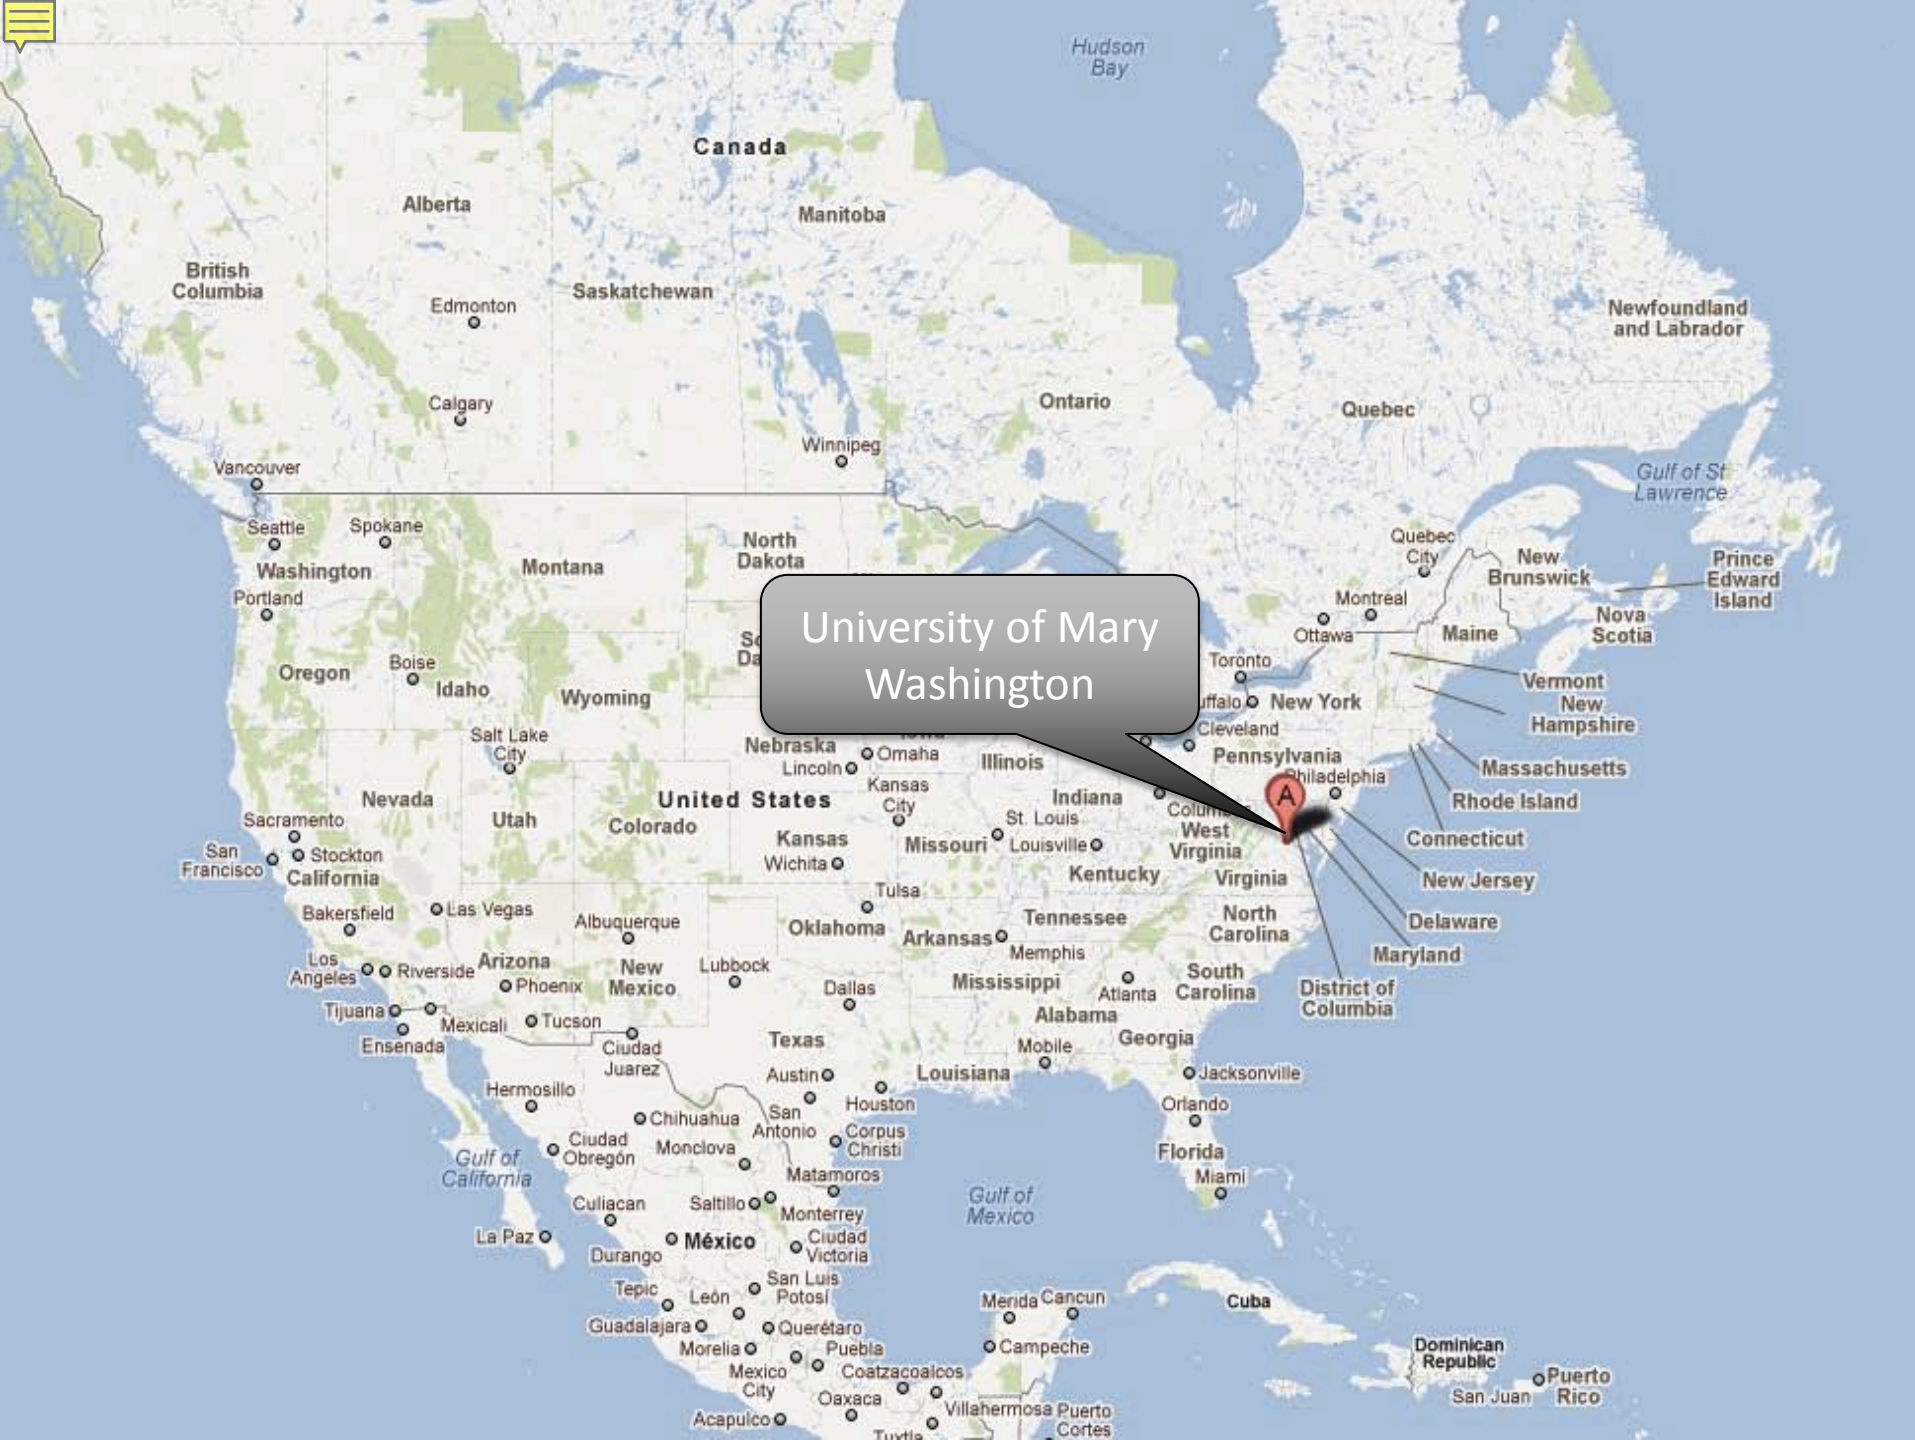 Hudson
Bay
Canada
Alberta
Manitoba
British
Columbia
Saskatchewan
Edmonton
Newfoundland
and Labrador
Calgary
Ontario
Quebec
Winnipeg
Vancouver
Gulf of St
Lawrence
Seattle
Spokane
Washington
Portland
Montana
North
Dakota
Quebec
City
New
Brunswick
Prince
Edward
Island
University of Mary
Washington
Montreal
Ottawa
Maine
Nova
Scotia
Oregon
Boise
Idaho
Wyoming
Toronto
New York
Vermont
New
Hampshire
Salt Lake
City
Nebraska
Omaha
Lincoln
Illinois
Cleveland
Pennsylvania
Philadelphia
Massachusetts
Nevada
Utah
United States
Colorado
Kansas
City
Indiana
A
Rhode Island
Sacramento
San
Francisco
Stockton
California
Kansas
Wichita
Missouri
St. Louis
Louisville
West
Virginia
Connecticut
Kentucky
Virginia
New Jersey
Bakersfield
Las Vegas
Albuquerque
Tulsa
Oklahoma
Arkansas
Tennessee
Memphis
North
Carolina
Delaware
Maryland
Los
Angeles
Riverside
Arizona
Phoenix
New
Mexico
Lubbock
Dallas
Mississippi
Atlanta
South
Carolina
District of
Columbia
Tijuana
Mexicali
Tucson
Ensenada
Ciudad
Juarez
Texas
Alabama
Mobile
Georgia
Austin
Louisiana
Jacksonville
Hermosillo
Chihuahua
San
Antonio
Houston
Orlando
Ciudad
Obregón
Monclova
Corpus
Christi
Florida
Gulf of
California
Matamoros
Miami
Culiacan
Saltillo
Monterrey
Gulf of
Mexico
La Paz
Durango
México
Ciudad
Victoria
Tepic
León
San Luis
Potosí
Merida
Cancun
Cuba
Guadalajara
Querétaro
Morelia
Puebla
Campeche
Dominican
Republic
Mexico
City
Coatzacoalcos
Puerto
Rico
San Juan
Oaxaca
Villahermosa
Puerto
Cortes
Acapulco